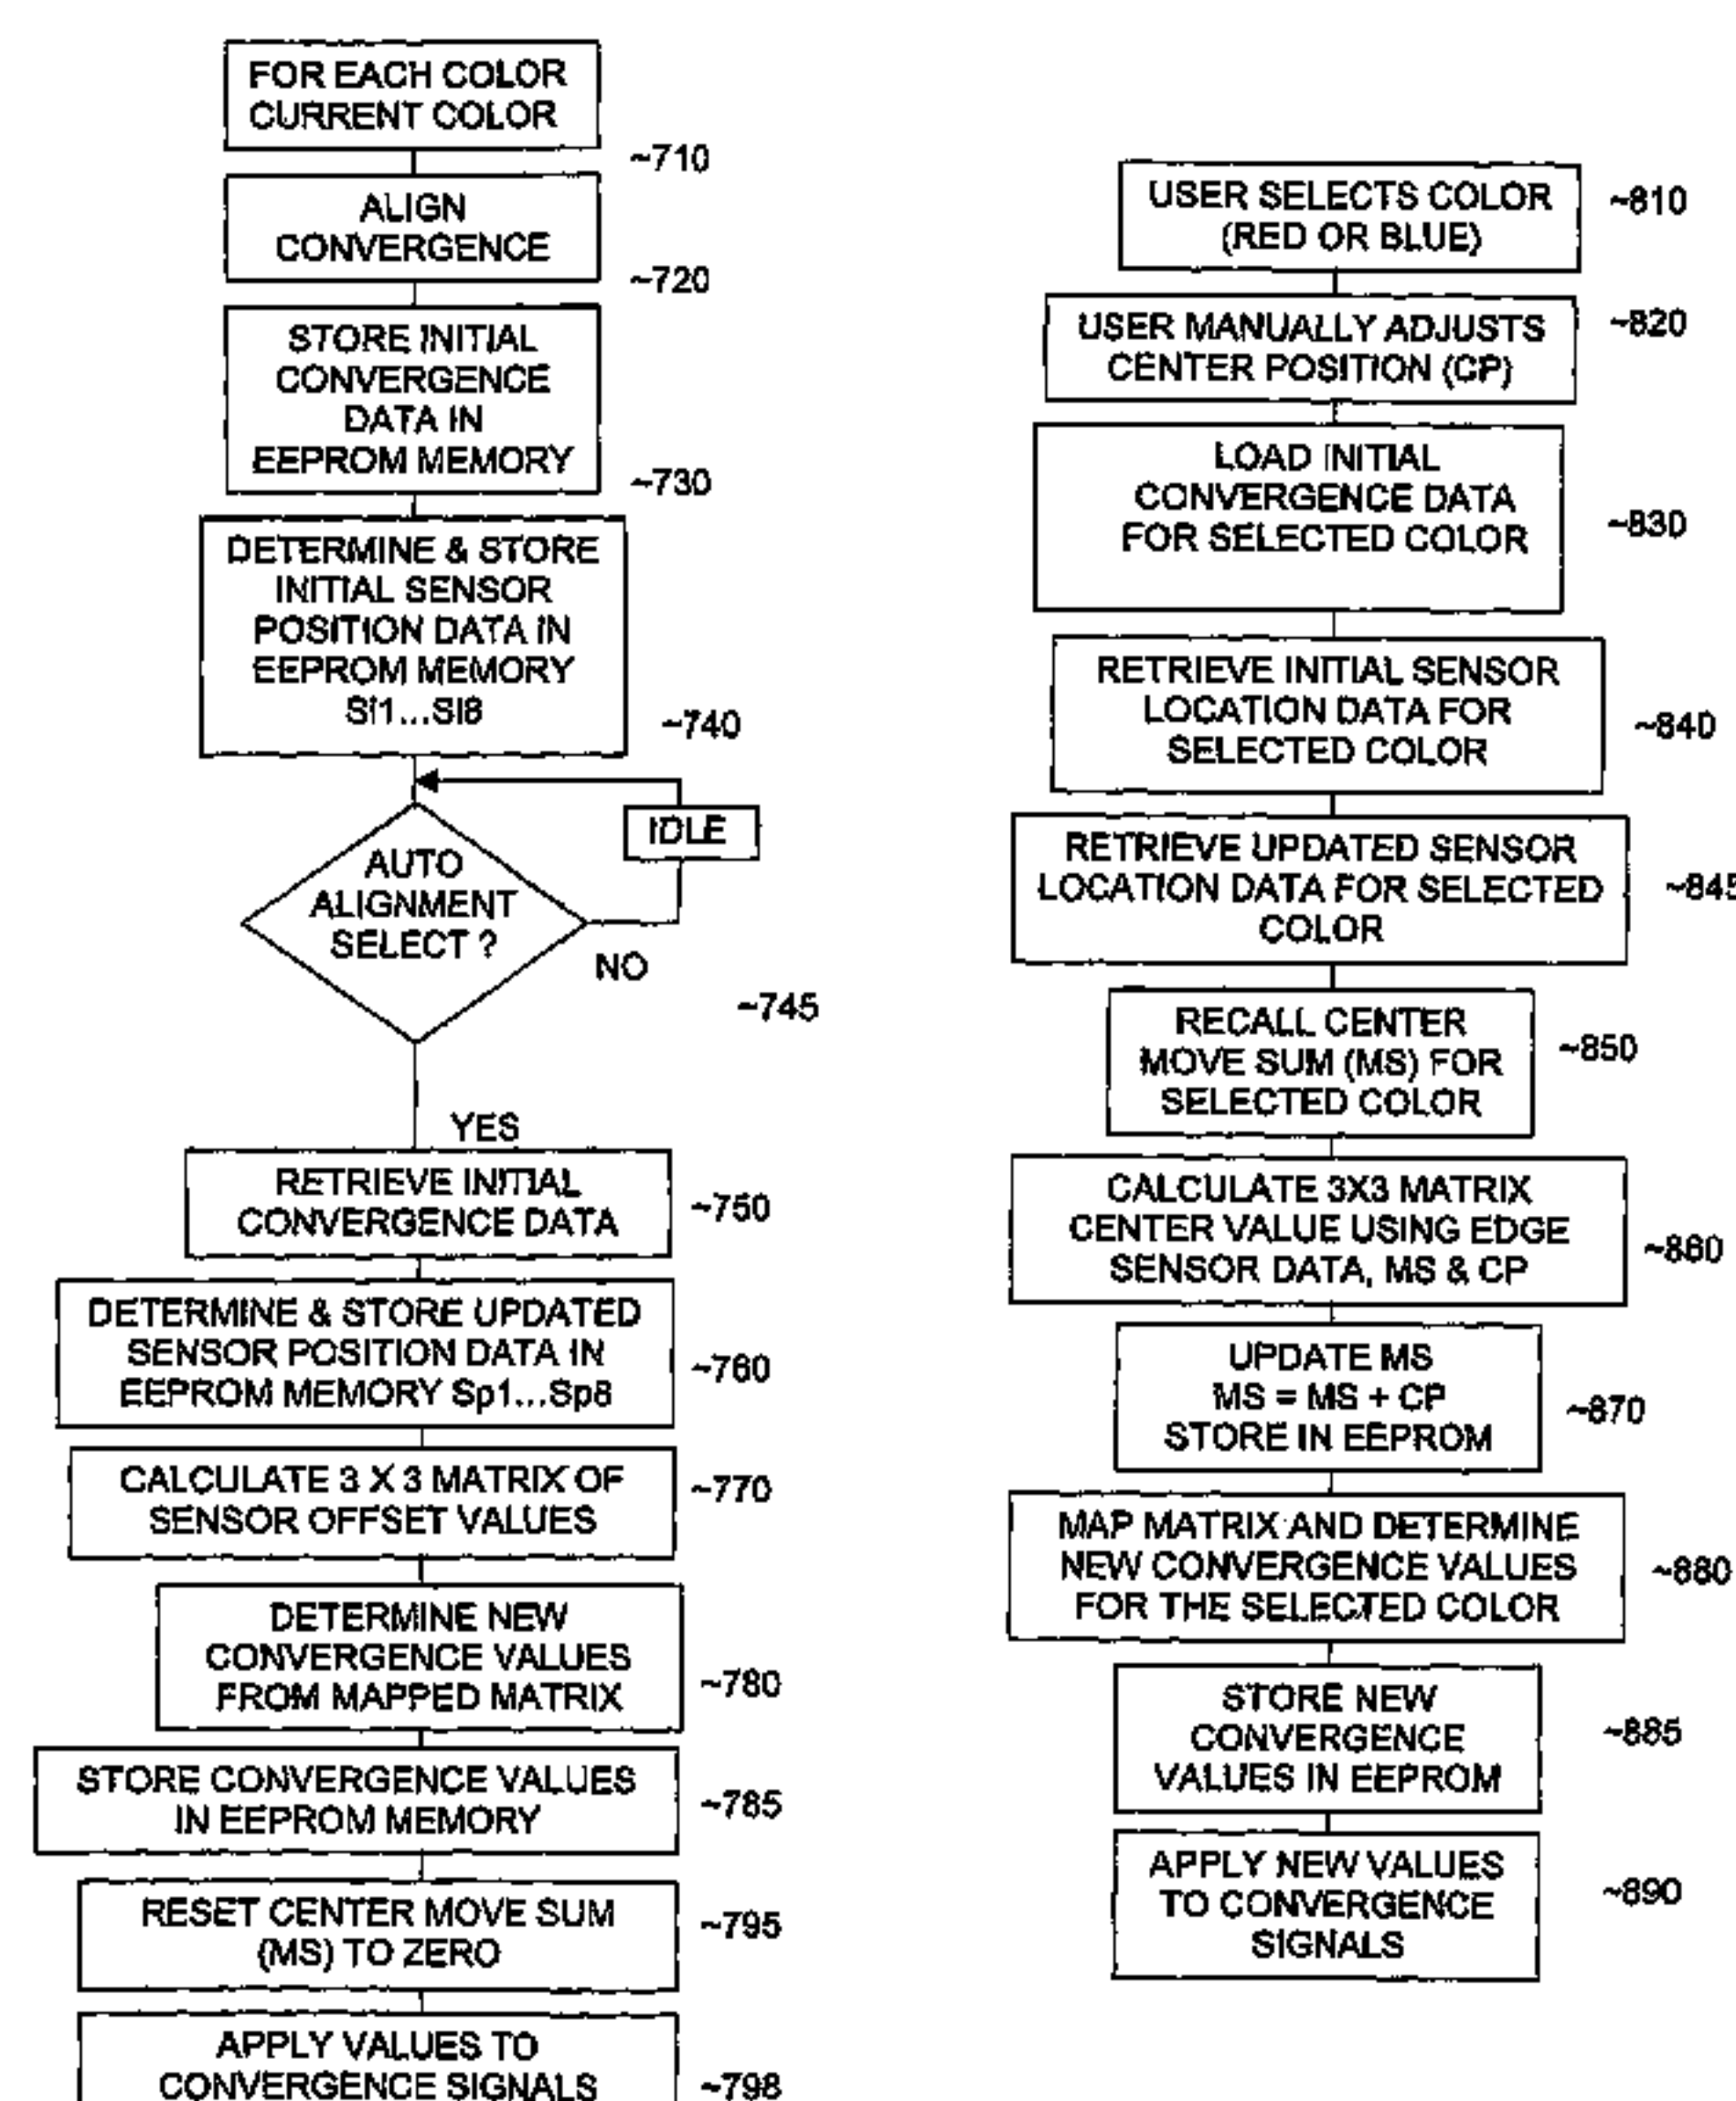 FOR EACH COLOR
CURRENT COLOR
~710
ALIGN
CONVERGENCE
~720
STORE INITIAL
CONVERGENCE
DATA IN
EEPROM MEMORY
~730
DETERMINE & STORE
INITIAL SENSOR
POSITION DATA IN
EEPROM MEMORY
Si1...Si8
~740
IDLE
AUTO
ALIGNMENT
SELECT ?
NO
~745
YES
RETRIEVE INITIAL
CONVERGENCE DATA
~750
DETERMINE & STORE UPDATED
SENSOR POSITION DATA IN
EEPROM MEMORY Sp1...Sp8
~760
CALCULATE 3 X 3 MATRIX OF
SENSOR OFFSET VALUES
~770
DETERMINE NEW
CONVERGENCE VALUES
FROM MAPPED MATRIX
~780
STORE CONVERGENCE VALUES
IN EEPROM MEMORY
~785
RESET CENTER MOVE SUM
(MS) TO ZERO
~795
APPLY VALUES TO
CONVERGENCE SIGNALS
~798
USER SELECTS COLOR
(RED OR BLUE)
~810
USER MANUALLY ADJUSTS
CENTER POSITION (CP)
~820
LOAD INITIAL
CONVERGENCE DATA
FOR SELECTED COLOR
~830
RETRIEVE INITIAL SENSOR
LOCATION DATA FOR
SELECTED COLOR
~840
RETRIEVE UPDATED SENSOR
LOCATION DATA FOR SELECTED
COLOR
~845
RECALL CENTER
MOVE SUM (MS) FOR
SELECTED COLOR
~850
CALCULATE 3X3 MATRIX
CENTER VALUE USING EDGE
SENSOR DATA, MS & CP
~860
UPDATE MS
MS = MS + CP
STORE IN EEPROM
~870
MAP MATRIX AND DETERMINE
NEW CONVERGENCE VALUES
FOR THE SELECTED COLOR
~880
STORE NEW
CONVERGENCE
VALUES IN EEPROM
~885
APPLY NEW VALUES
TO CONVERGENCE
SIGNALS
~890